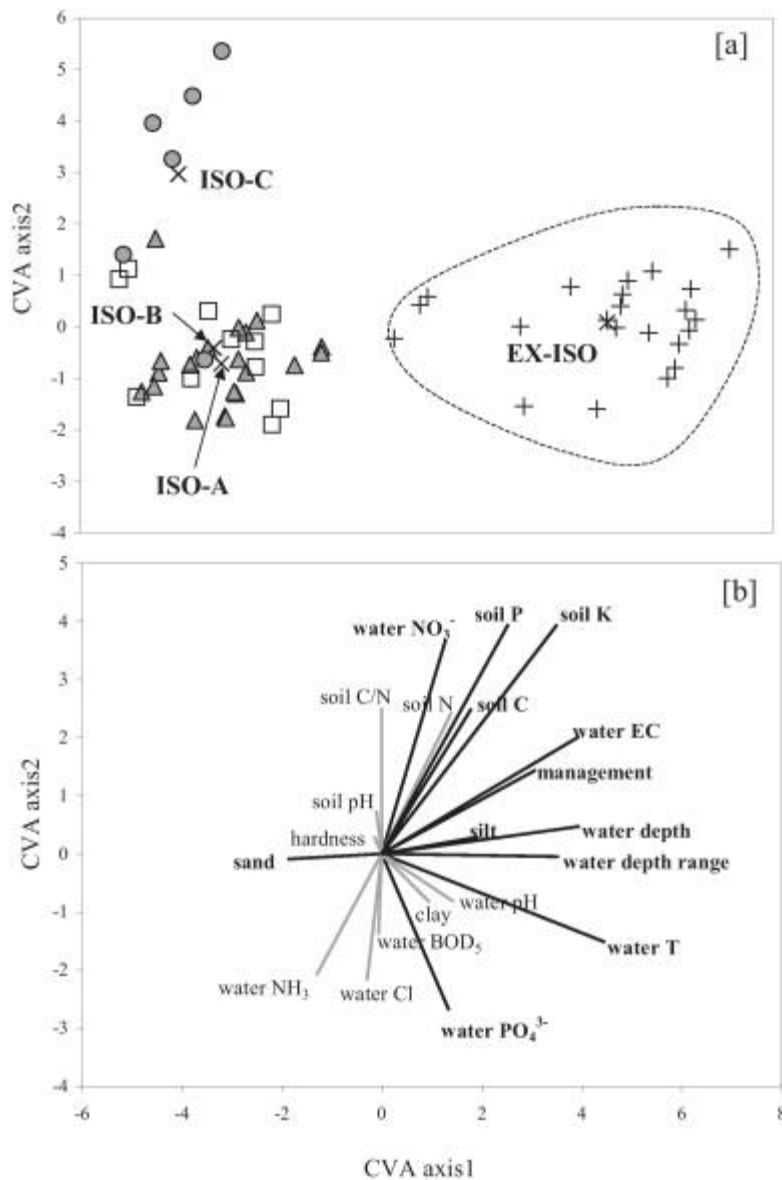 6
[a]
5
4
3
ISO-C
2
CVA axis2
1
ISO-B
0
EX-ISO
-1
-2
ISO-A
-3
-4
5
[b]
4
water NO₃⁻ soil P soil K
3
soil C/N soil N soil C
water EC
2
CVA axis2
management
1
soil pH
silt water depth
hardness
0
sand water depth range
water pH
-1
clay
water BOD₅
water T
-2
water NH₃ water Cl
-3
water PO₄³⁻
-4
-6 -4 -2 0 2 4 6 8
CVA axis1